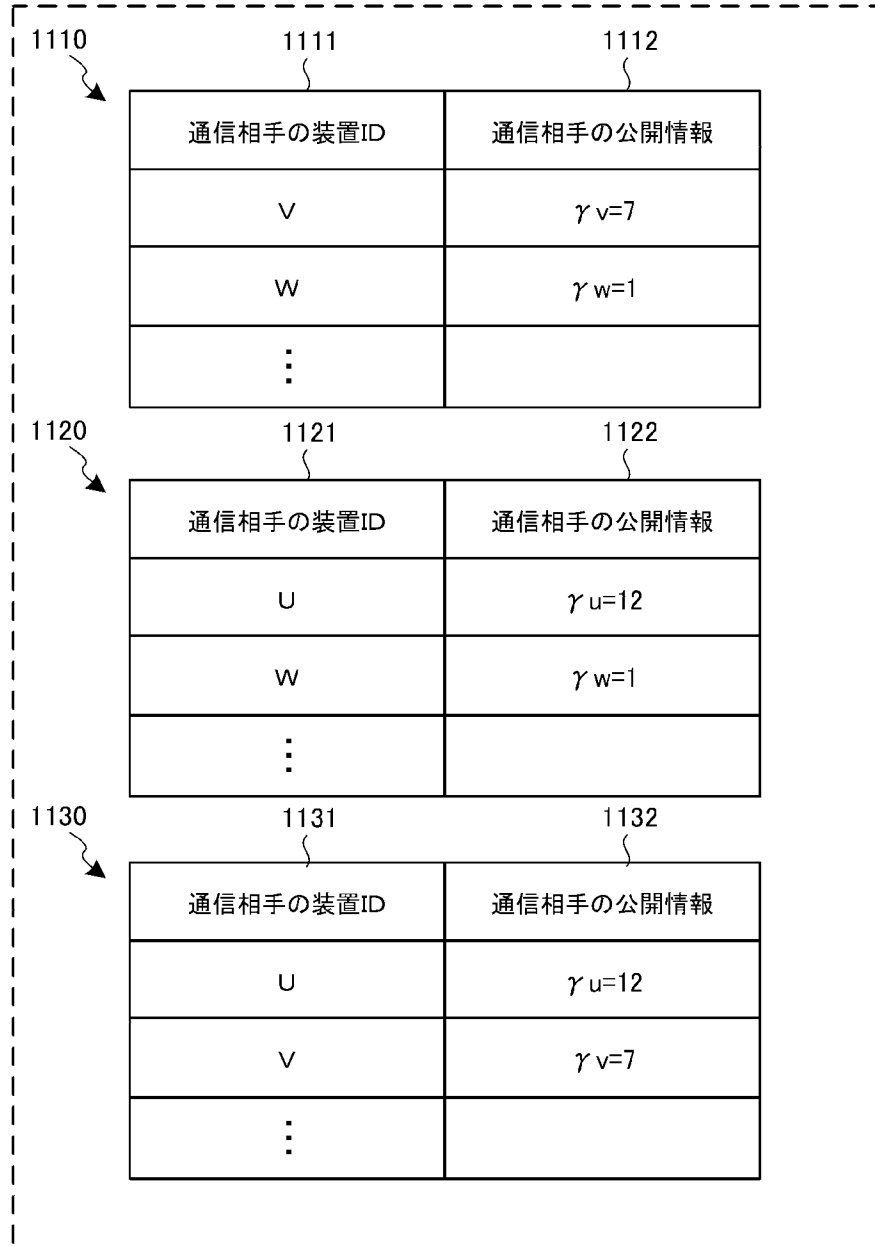 1110 1111 1112
通信相手の装置ID 通信相手の公開情報
V γv=7
W γw=1
⋮
1120 1121 1122
通信相手の装置ID 通信相手の公開情報
U γu=12
W γw=1
⋮
1130 1131 1132
通信相手の装置ID 通信相手の公開情報
U γu=12
V γv=7
⋮